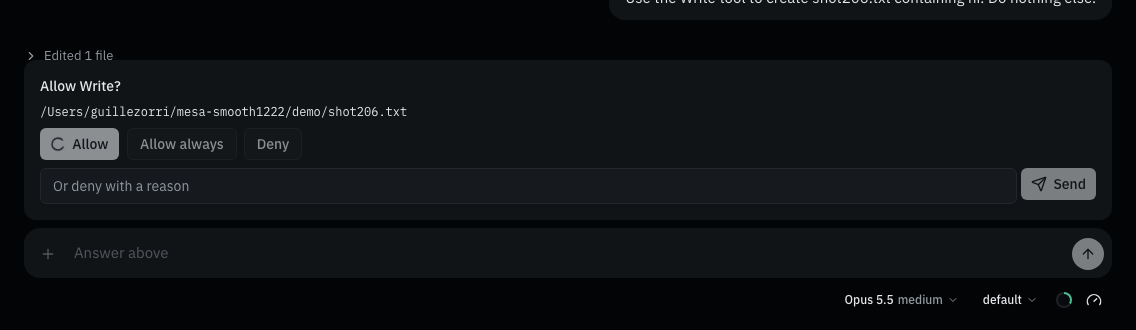 Use the Write tool to create shot206.txt containing hi. Do nothing else.
Edited 1 file
Allow Write?
/Users/guillezorri/mesa-smooth1222/demo/shot206.txt
Allow Allow always Deny
Or deny with a reason Send
Answer above
Opus 5.5 medium default